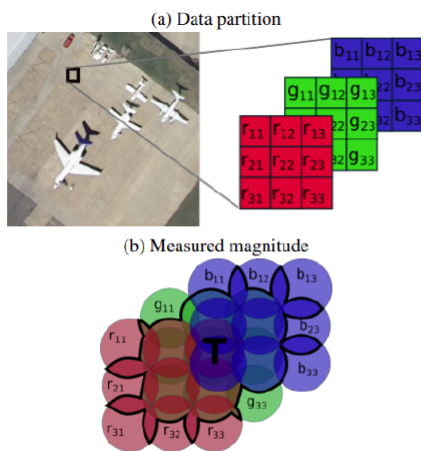 (a) Data partition
b11 b12 b13
b23
b33
g11 g12 g13
22 g23
32 g33
r11 r12 r13
r21 r22 r23
r31 r32 r33
(b) Measured magnitude
b11 b12 b13
g11
r11
b23
T
r21
b33
g33
r31 r32 r33